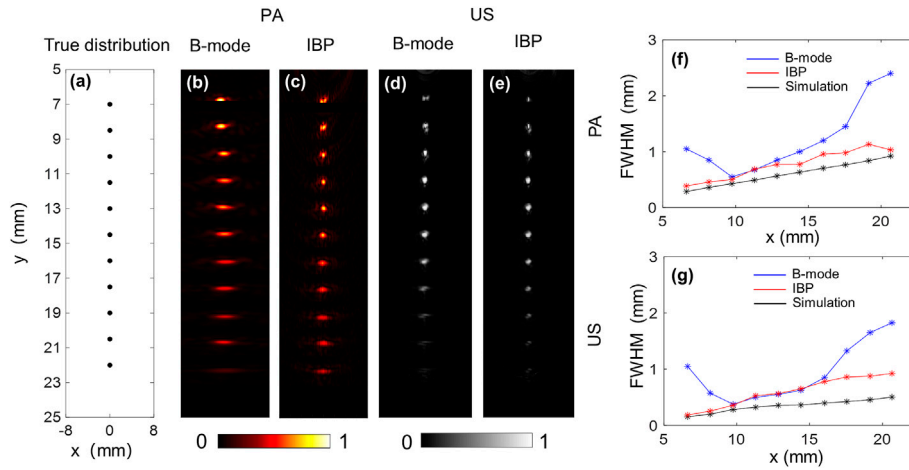 PA
US
True distribution
B-mode
IBP
B-mode
IBP
(a)
(b)
(c)
(d)
(e)
5
7
9
11
13
15
17
19
21
23
25
y (mm)
-8
0
8
x (mm)
0
1
0
1
PA
(f)
B-mode
IBP
Simulation
3
2
1
0
FWHM (mm)
5
10
15
20
x (mm)
US
(g)
B-mode
IBP
Simulation
3
2
1
0
FWHM (mm)
5
10
15
20
x (mm)